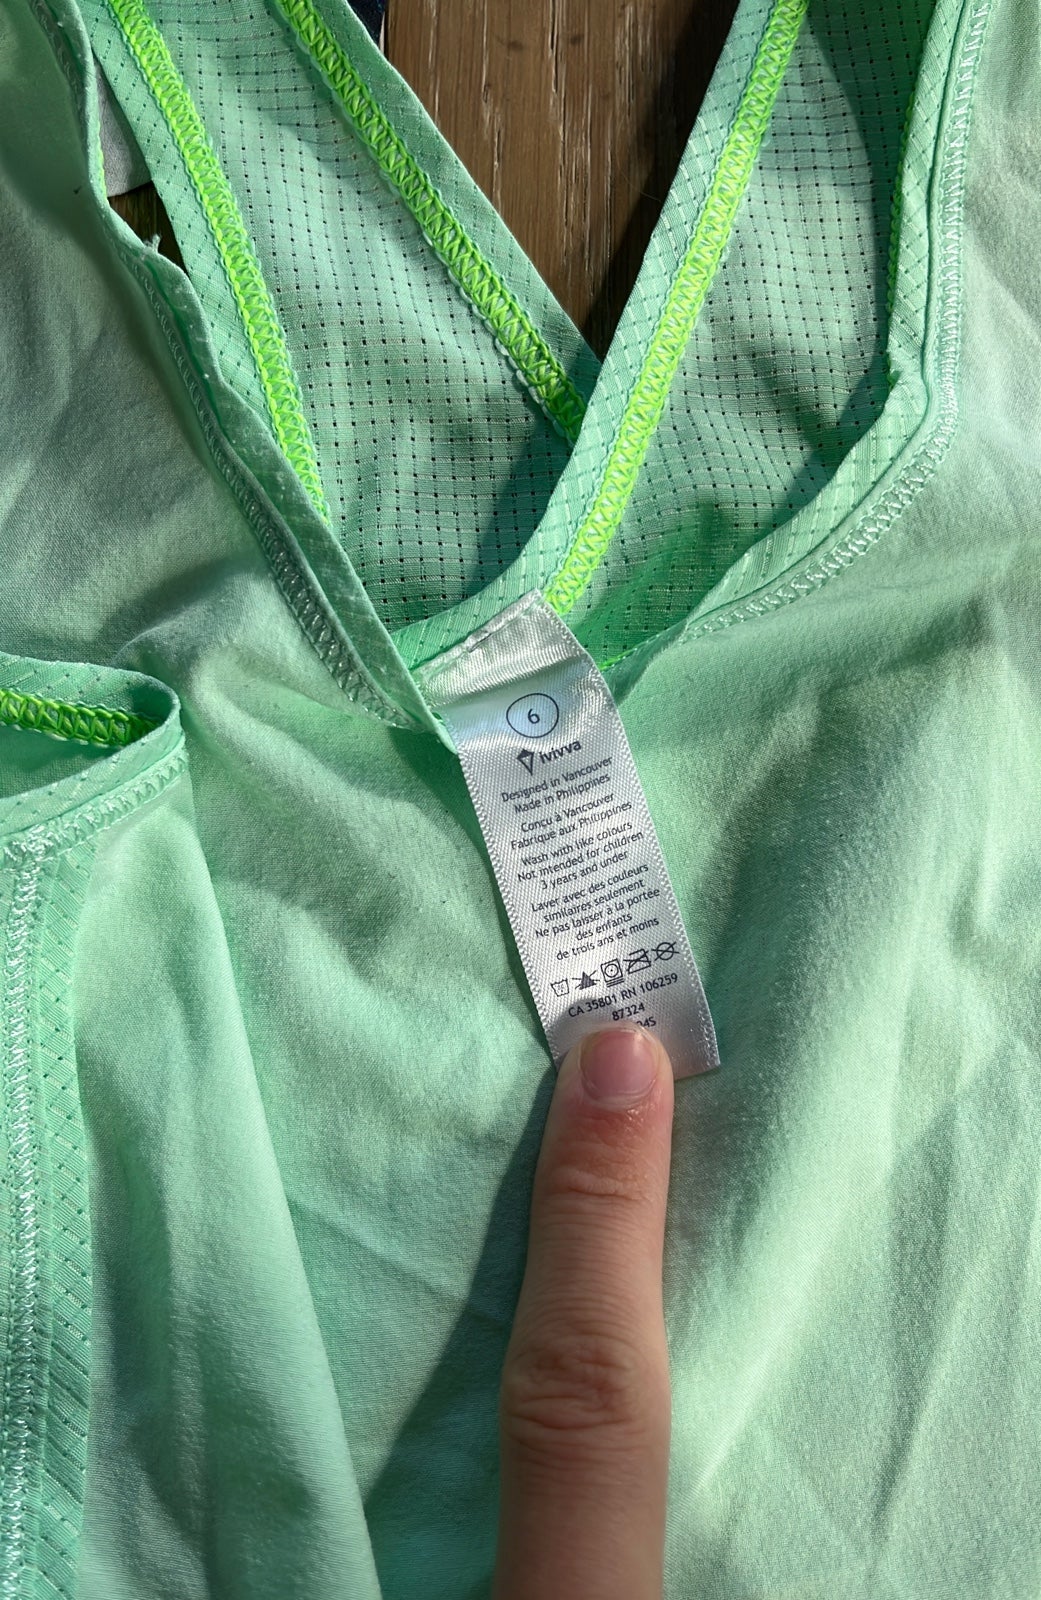 6
ivivva
Designed in Vancouver
Made in Philippines
Conçu à Vancouver
Fabrique aux Philippines
Wash with like colours
Not intended for children
3 years and under
Laver avec des couleurs
similaires seulement
Ne pas laisser à la portée
des enfants
de trois ans et moins
CA 35801 RN 106259
87324
04S